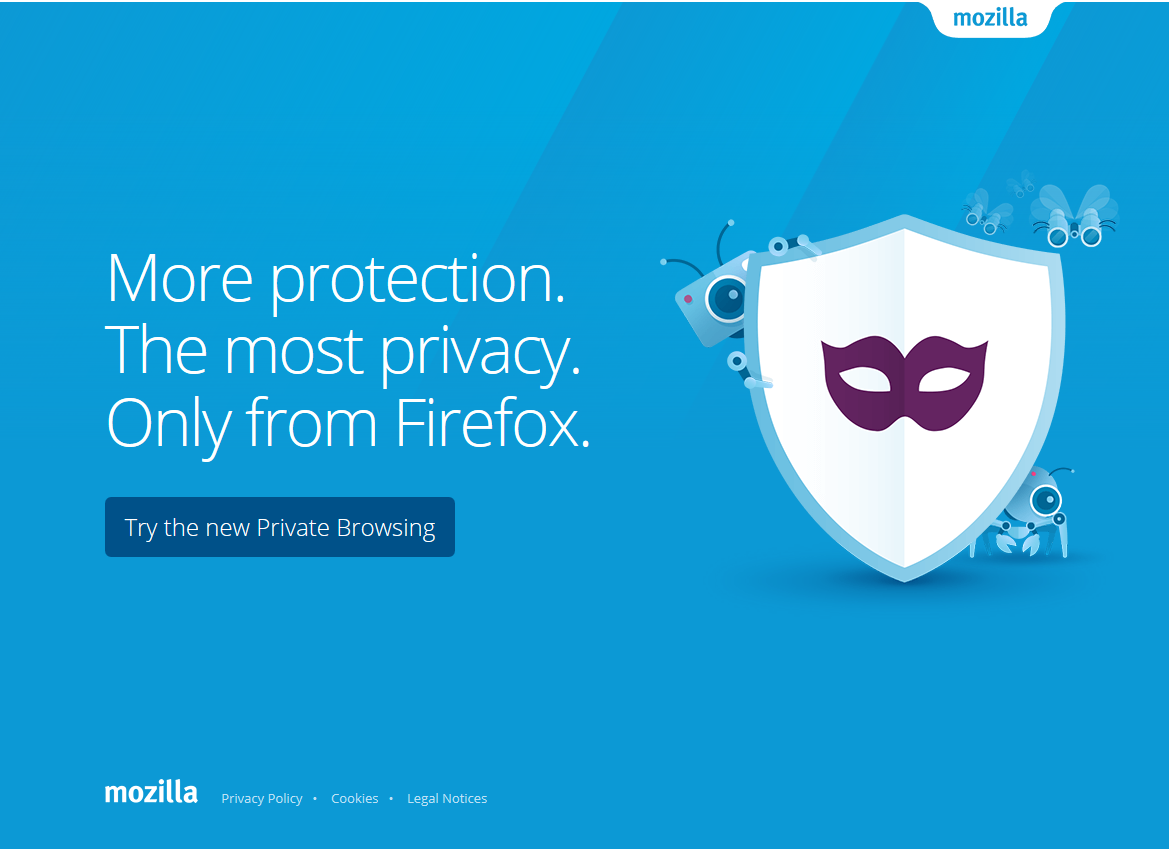 mozilla
More protection.
The most privacy.
Only from Firefox.
Try the new Private Browsing
mozilla Privacy Policy • Cookies • Legal Notices